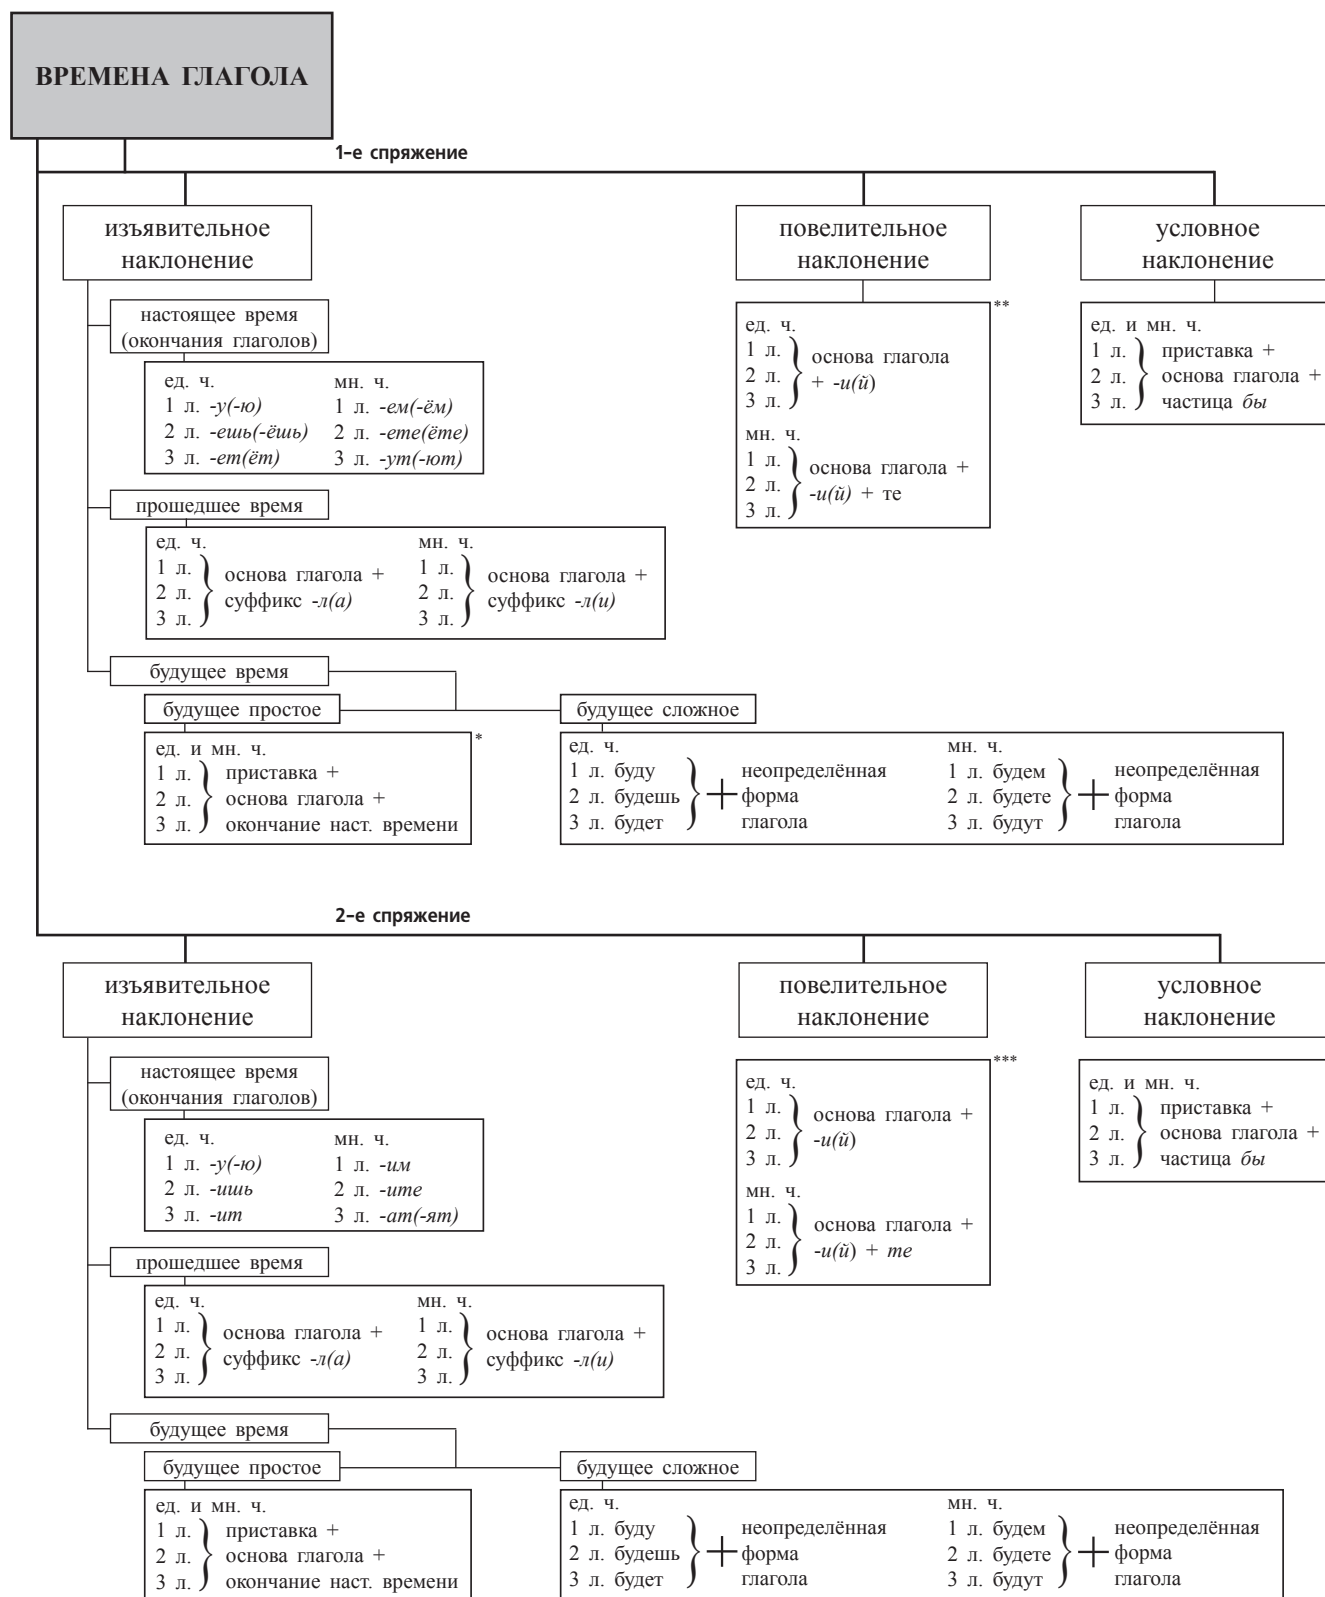 ВРЕМЕНА ГЛАГОЛА
1-е спряжение
изъявительное
наклонение
настоящее время
(окончания глаголов)
ед. ч.
1 л. -у(-ю)
2 л. -ешь(-ёшь)
3 л. -ет(ёт)
мн. ч.
1 л. -ем(-ём)
2 л. -ете(ёте)
3 л. -ут(-ют)
прошедшее время
ед. ч.
1 л.
2 л.
3 л.
основа глагола +
суффикс -л(а)
мн. ч.
1 л.
2 л.
3 л.
основа глагола +
суффикс -л(и)
будущее время
будущее простое
*
ед. и мн. ч.
1 л.
2 л.
3 л.
приставка +
основа глагола +
окончание наст. времени
будущее сложное
ед. ч.
1 л. буду
2 л. будешь
3 л. будет
+
неопределённая
форма
глагола
мн. ч.
1 л. будем
2 л. будете
3 л. будут
+
неопределённая
форма
глагола
повелительное
наклонение
**
ед. ч.
1 л.
2 л.
3 л.
основа глагола
+ -и(й)
мн. ч.
1 л.
2 л.
3 л.
основа глагола +
-и(й) + те
условное
наклонение
ед. и мн. ч.
1 л.
2 л.
3 л.
приставка +
основа глагола +
частица бы
2-е спряжение
изъявительное
наклонение
настоящее время
(окончания глаголов)
ед. ч.
1 л. -у(-ю)
2 л. -ишь
3 л. -ит
мн. ч.
1 л. -им
2 л. -ите
3 л. -ат(-ят)
прошедшее время
ед. ч.
1 л.
2 л.
3 л.
основа глагола +
суффикс -л(а)
мн. ч.
1 л.
2 л.
3 л.
основа глагола +
суффикс -л(и)
будущее время
будущее простое
ед. и мн. ч.
1 л.
2 л.
3 л.
приставка +
основа глагола +
окончание наст. времени
будущее сложное
ед. ч.
1 л. буду
2 л. будешь
3 л. будет
+
неопределённая
форма
глагола
мн. ч.
1 л. будем
2 л. будете
3 л. будут
+
неопределённая
форма
глагола
повелительное
наклонение
***
ед. ч.
1 л.
2 л.
3 л.
основа глагола +
-и(й)
мн. ч.
1 л.
2 л.
3 л.
основа глагола +
-и(й) + те
условное
наклонение
ед. и мн. ч.
1 л.
2 л.
3 л.
приставка +
основа глагола +
частица бы